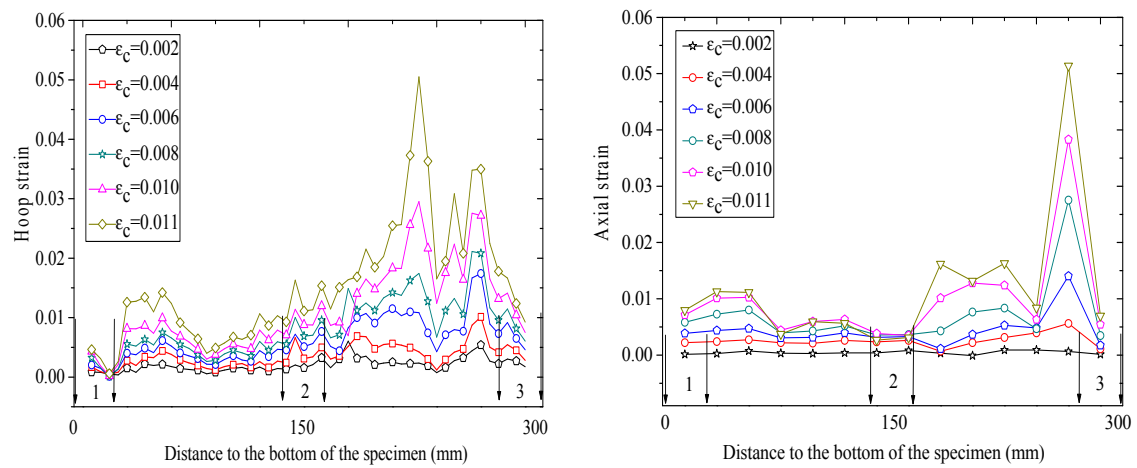 0.06
0.05
0.04
0.03
0.02
0.01
0.00
Hoop strain
εc=0.002
εc=0.004
εc=0.006
εc=0.008
εc=0.010
εc=0.011
1
2
3
150
300
Distance to the bottom of the specimen (mm)
0.06
0.05
0.04
0.03
0.02
0.01
0.00
Axial strain
εc=0.002
εc=0.004
εc=0.006
εc=0.008
εc=0.010
εc=0.011
1
2
3
150
300
Distance to the bottom of the specimen (mm)